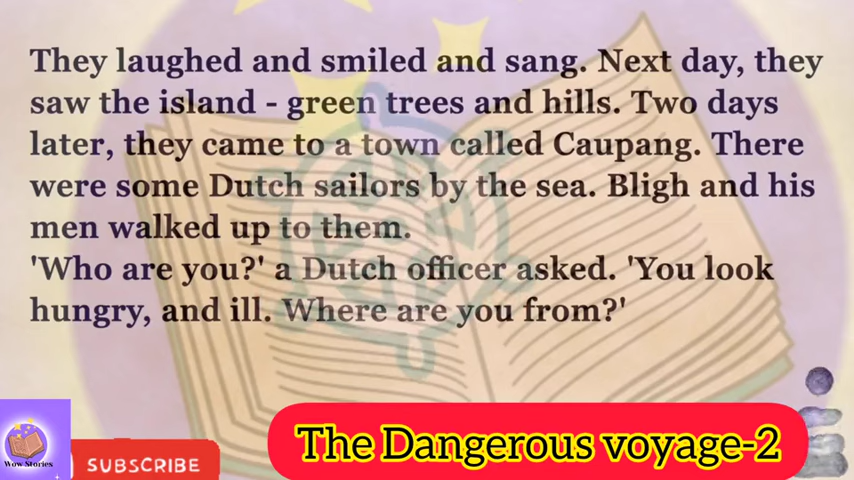 They laughed and smiled and sang. Next day, they
saw the island - green trees and hills. Two days
later, they came to a town called Caupang. There
were some Dutch sailors by the sea. Bligh and his
men walked up to them.
'Who are you?' a Dutch officer asked. 'You look
hungry, and ill. Where are you from?'
Wow Stories
SUBSCRIBE
The Dangerous voyage-2